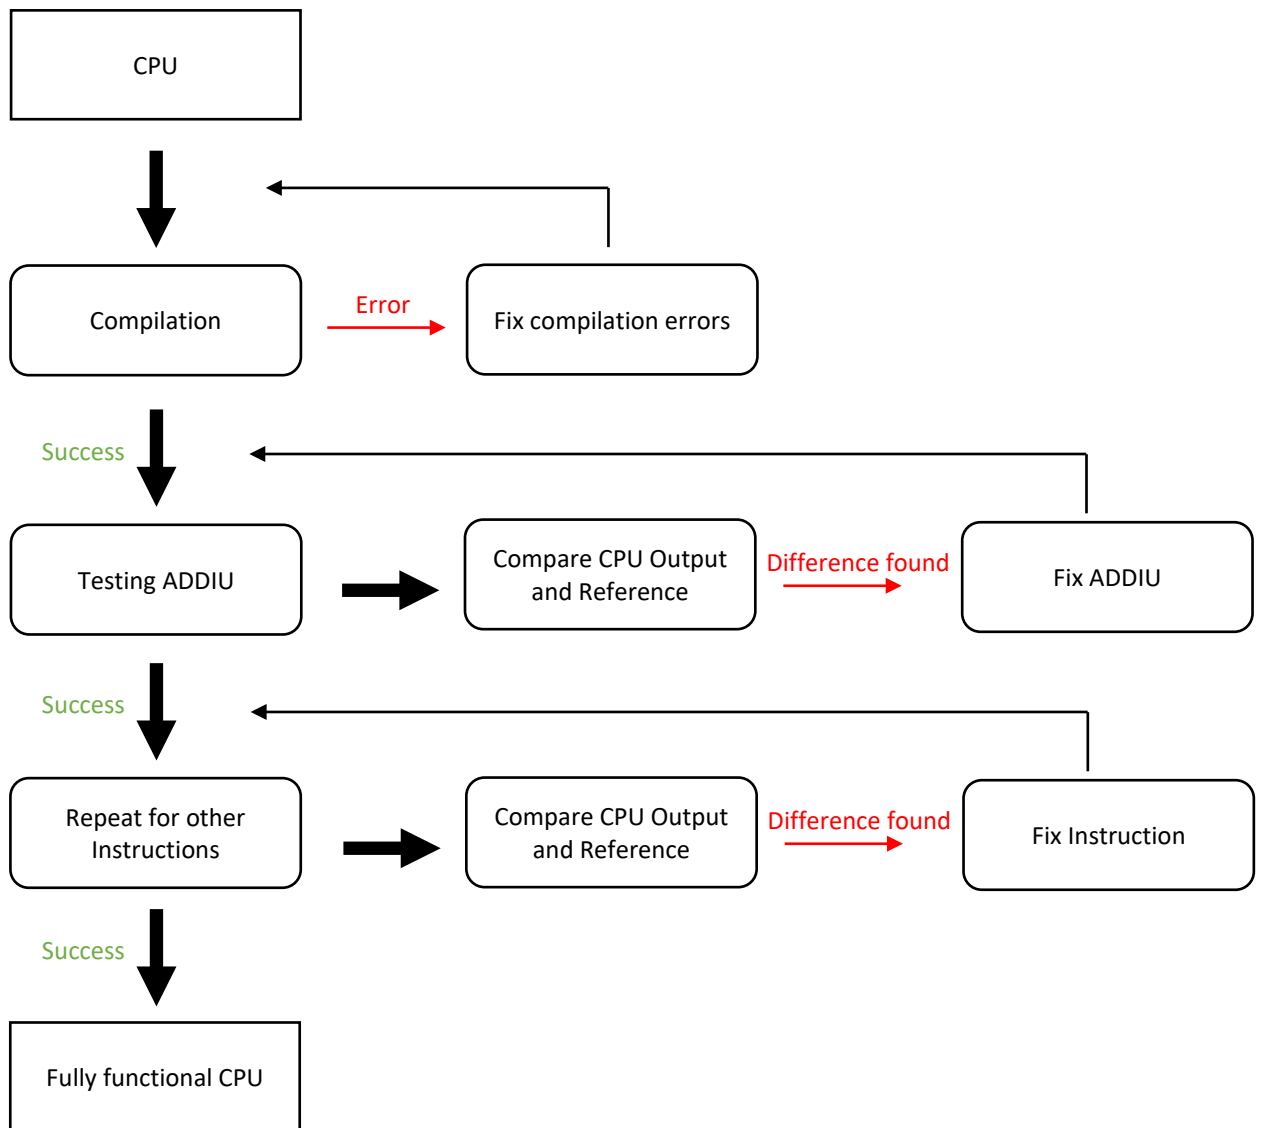 CPU
Error
Compilation
Fix compilation errors
Success
Testing ADDIU
Compare CPU Output
and Reference
Difference found
Fix ADDIU
Success
Repeat for other
Instructions
Compare CPU Output
and Reference
Difference found
Fix Instruction
Success
Fully functional CPU